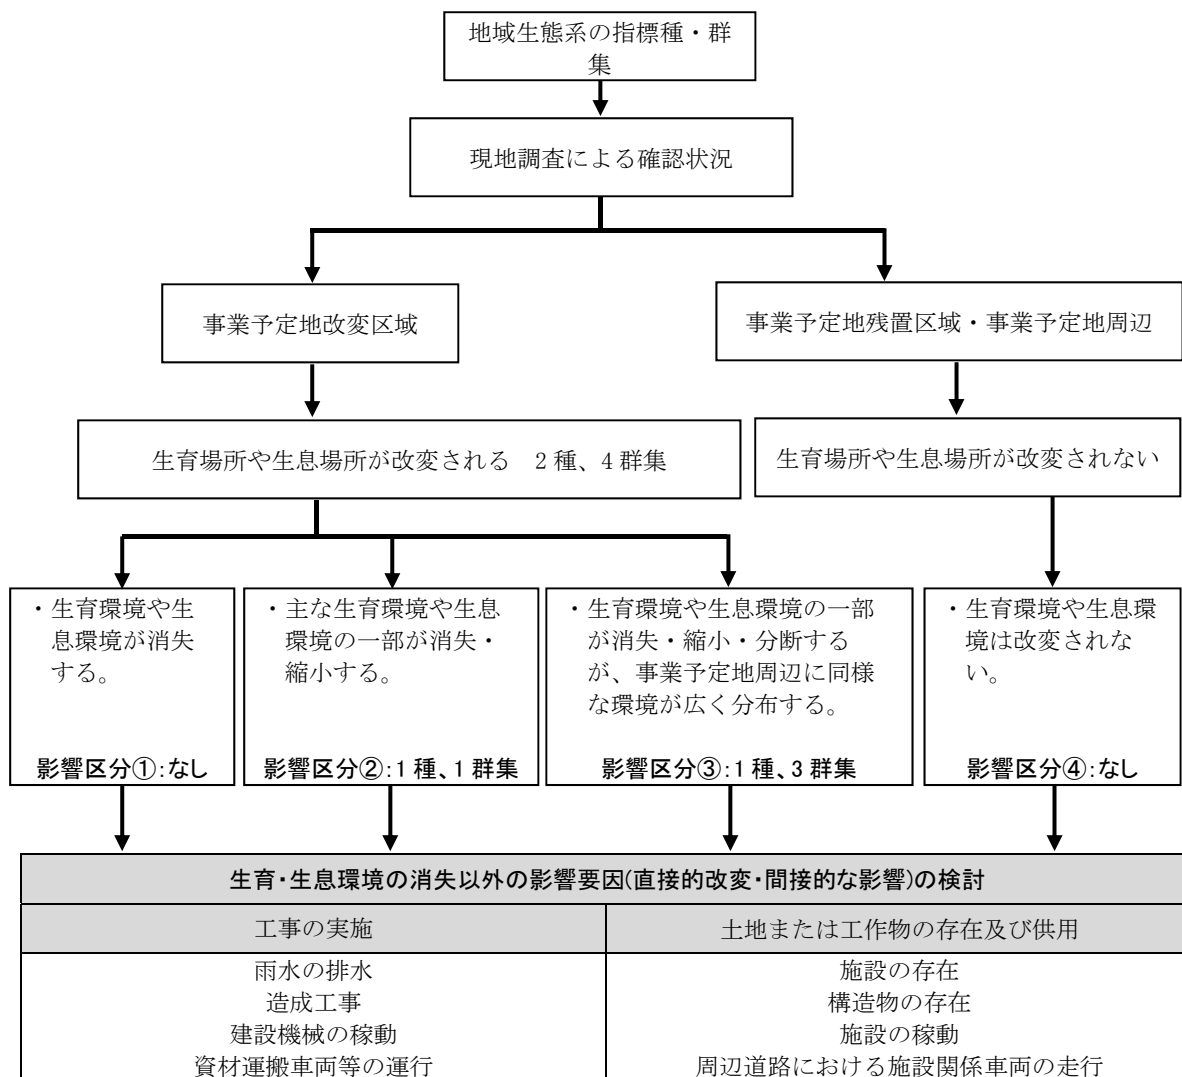 地域生態系の指標種・群
集
現地調査による確認状況
事業予定地改変区域
事業予定地残置区域・事業予定地周辺
生育場所や生息場所が改変される　2種、4群集
生育場所や生息場所が改変されない
・生育環境や生
息環境が消失
する。
影響区分①:なし
・主な生育環境や生息
環境の一部が消失・
縮小する。
影響区分②:1種、1群集
・生育環境や生息環境の一部
が消失・縮小・分断する
が、事業予定地周辺に同様
な環境が広く分布する。
影響区分③:1種、3群集
・生育環境や生息環
境は改変されな
い。
影響区分④:なし
生育・生息環境の消失以外の影響要因(直接的改変・間接的な影響)の検討
工事の実施
土地または工作物の存在及び供用
雨水の排水
造成工事
建設機械の稼動
資材運搬車両等の運行
施設の存在
構造物の存在
施設の稼動
周辺道路における施設関係車両の走行